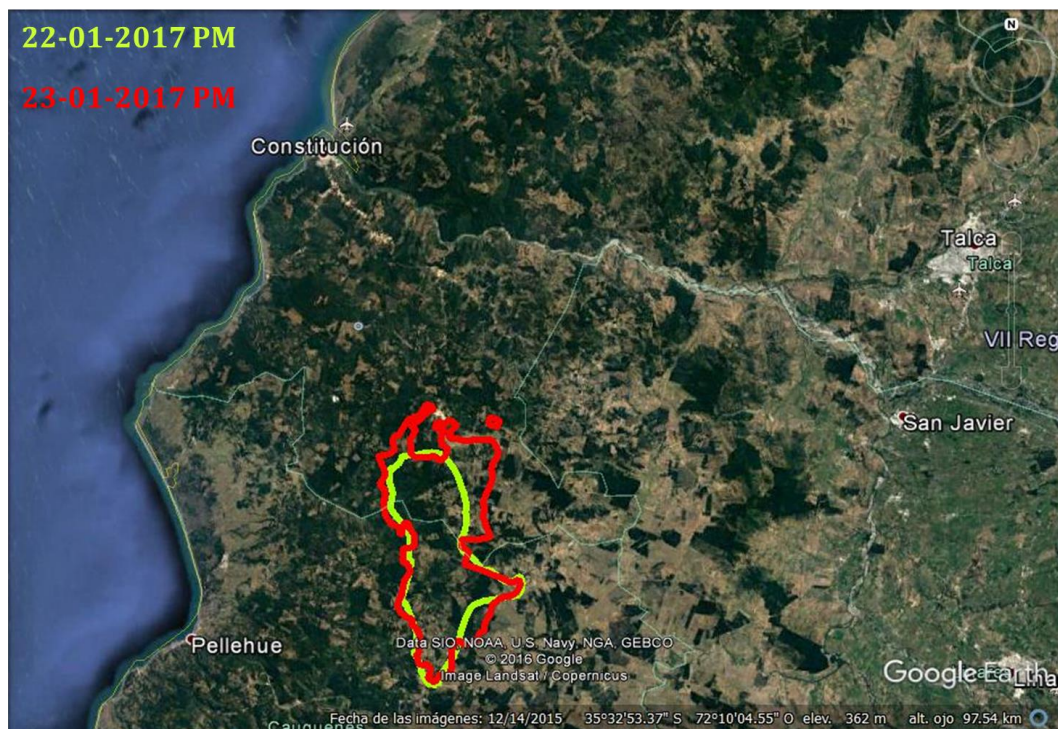 22-01-2017 PM
23-01-2017 PM
N
Constitución
Talca
Talca
VII Reg
San Javier
Pellehue
Data SIO, NOAA, U.S. Navy, NGA, GEBCO
© 2016 Google
Image Landsat / Copernicus
Google Earth
Lina
Cauquenes
Fecha de las imágenes: 12/14/2015 35°32'53.37" S 72°10'04.55" O elev. 362 m alt. ojo 97.54 km